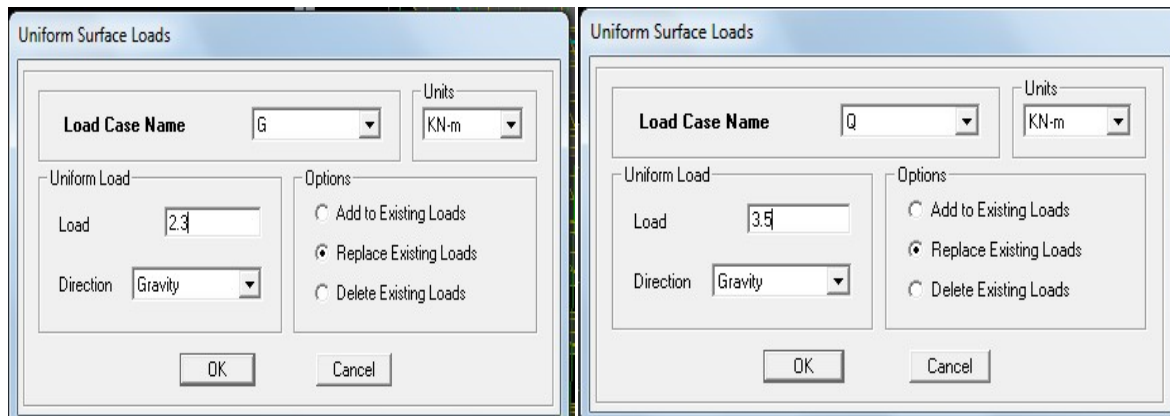 Uniform Surface Loads
Units
Load Case Name G KN-m
Uniform Load
Options
Load 2.3
Add to Existing Loads
Replace Existing Loads
Direction Gravity
Delete Existing Loads
OK Cancel
Uniform Surface Loads
Units
Load Case Name Q KN-m
Uniform Load
Options
Load 3.5
Add to Existing Loads
Replace Existing Loads
Direction Gravity
Delete Existing Loads
OK Cancel